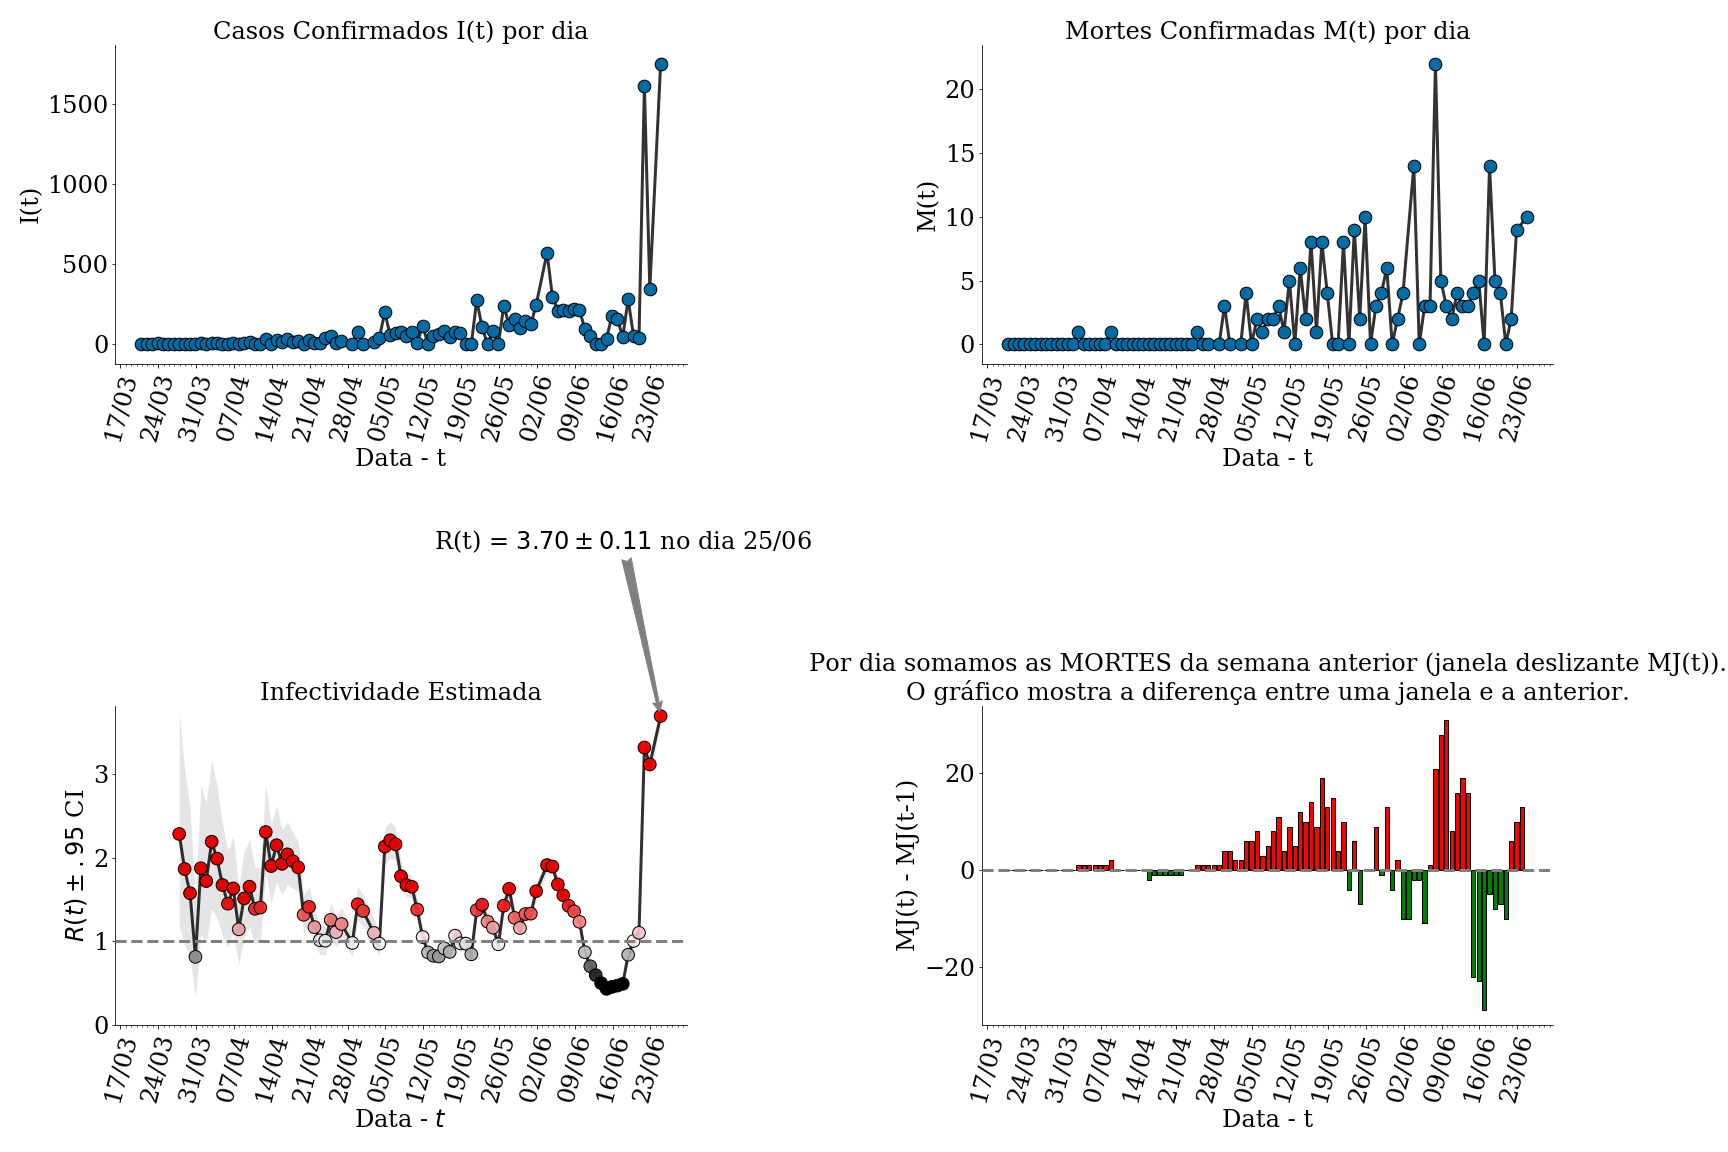 Casos Confirmados I(t) por dia
I(t)
1500
1000
500
0
17/03 24/03 31/03 07/04 14/04 21/04 28/04 05/05 12/05 19/05 26/05 02/06 09/06 16/06 23/06
Data - t
Mortes Confirmadas M(t) por dia
M(t)
20
15
10
5
0
17/03 24/03 31/03 07/04 14/04 21/04 28/04 05/05 12/05 19/05 26/05 02/06 09/06 16/06 23/06
Data - t
R(t) = 3.70 ± 0.11 no dia 25/06
Infectividade Estimada
R(t) ± .95 CI
3
2
1
0
17/03 24/03 31/03 07/04 14/04 21/04 28/04 05/05 12/05 19/05 26/05 02/06 09/06 16/06 23/06
Data - t
Por dia somamos as MORTES da semana anterior (janela deslizante MJ(t)).
O gráfico mostra a diferença entre uma janela e a anterior.
MJ(t) - MJ(t-1)
20
0
−20
17/03 24/03 31/03 07/04 14/04 21/04 28/04 05/05 12/05 19/05 26/05 02/06 09/06 16/06 23/06
Data - t